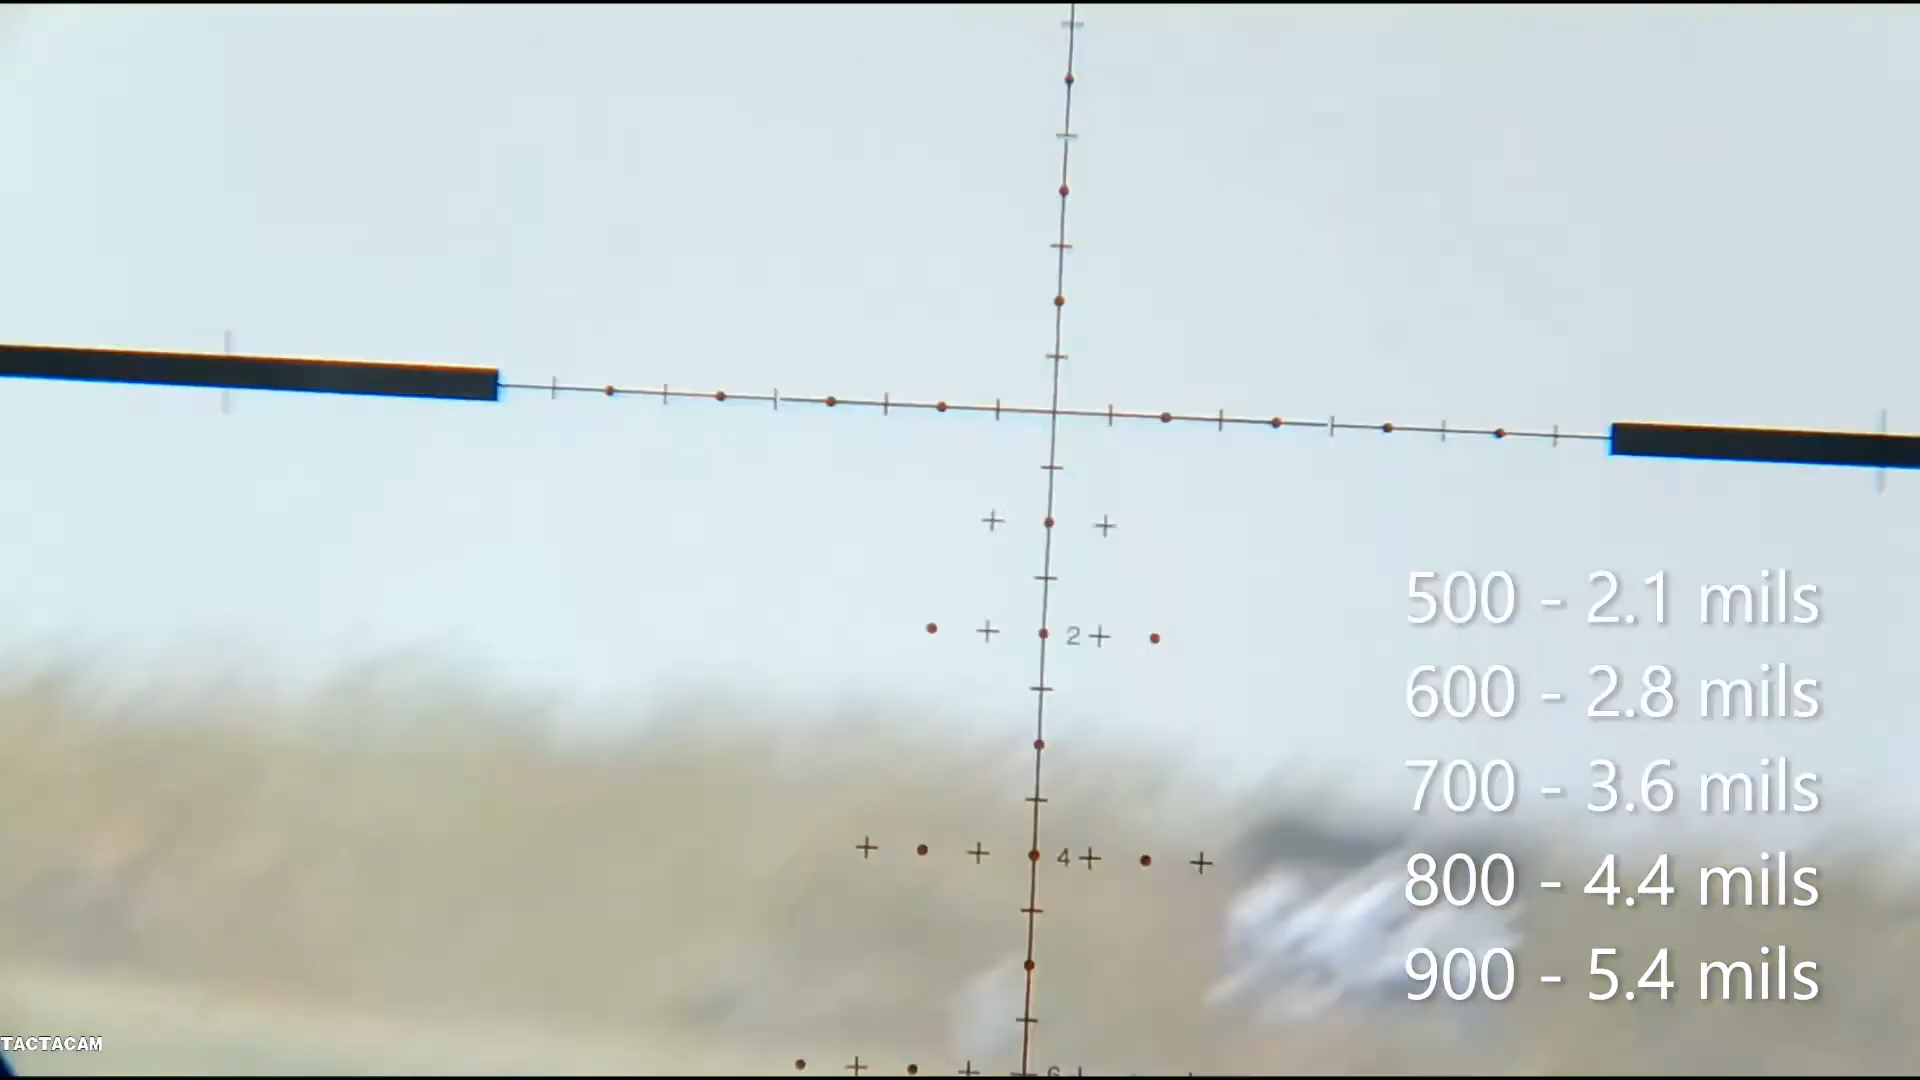 2
500 - 2.1 mils
600 - 2.8 mils
700 - 3.6 mils
4
800 - 4.4 mils
900 - 5.4 mils
TACTACAM
6